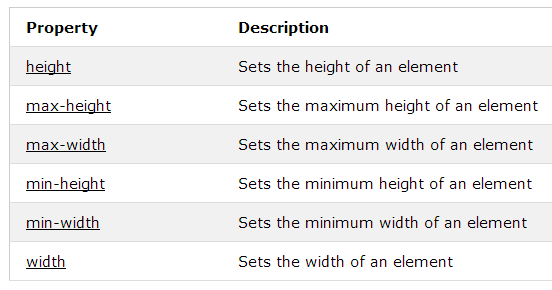 Property Description
height Sets the height of an element
max-height Sets the maximum height of an element
max-width Sets the maximum width of an element
min-height Sets the minimum height of an element
min-width Sets the minimum width of an element
width Sets the width of an element